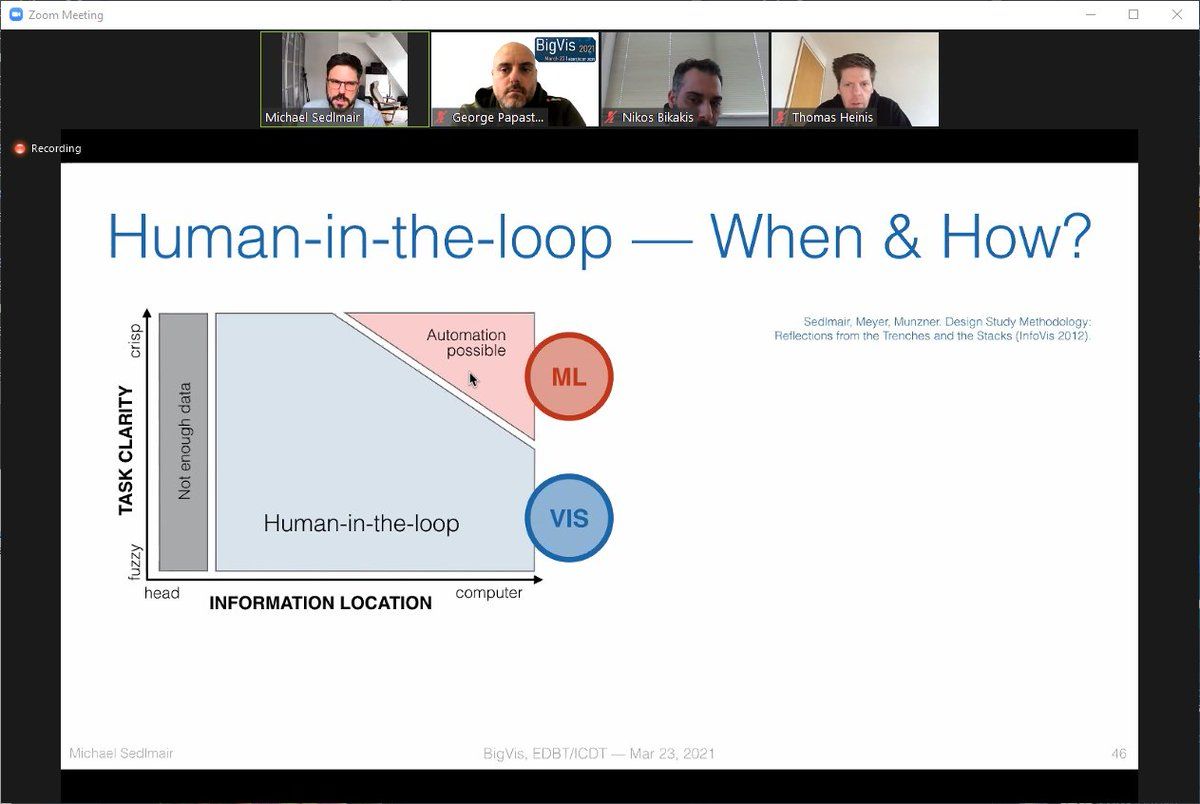 Zoom Meeting
BigVis 2021
Michael Sedlmair
George Papast...
Nikos Bikakis
Thomas Heinis
Recording
Human-in-the-loop — When & How?
Sedlmair, Meyer, Munzner. Design Study Methodology:
Reflections from the Trenches and the Stacks (InfoVis 2012).
crisp
TASK CLARITY
fuzzy
Not enough data
Automation
possible
ML
Human-in-the-loop
VIS
head
computer
INFORMATION LOCATION
Michael Sedlmair
BigVis, EDBT/ICDT — Mar 23, 2021
46